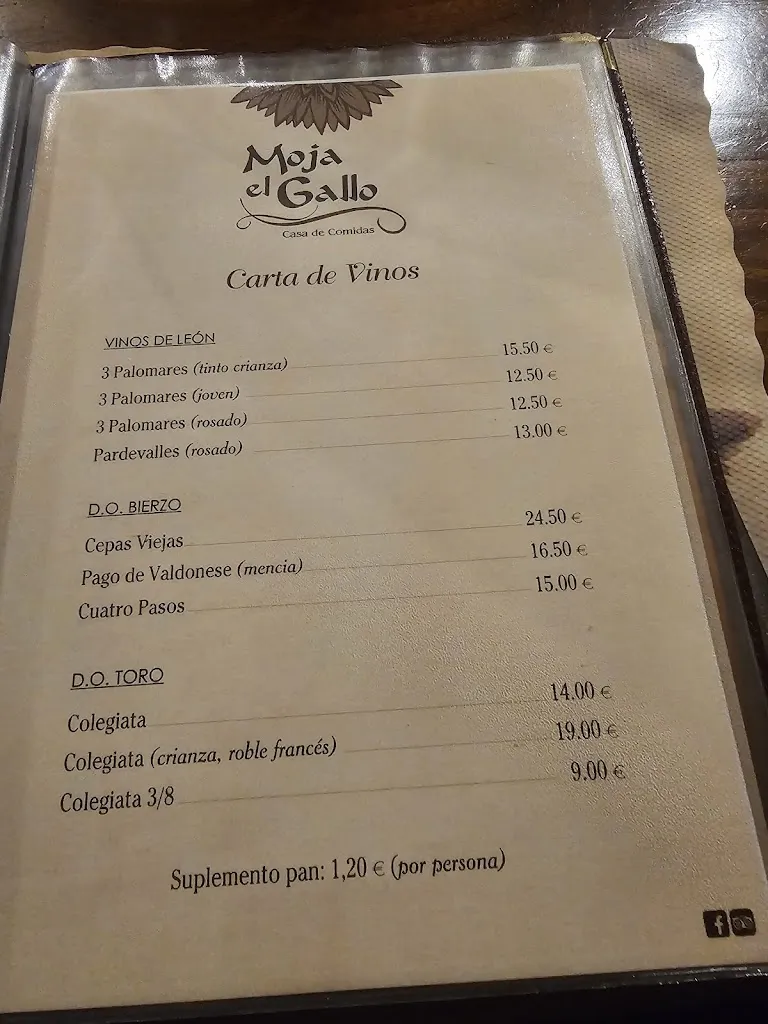 Moja
el Gallo
Casa de Comidas
Carta de Vinos
VINOS DE LEÓN
3 Palomares (tinto crianza) 15.50 €
3 Palomares (joven) 12.50 €
3 Palomares (rosado) 12.50 €
Pardevalles (rosado) 13.00 €
D.O. BIERZO
Cepas Viejas 24.50 €
Pago de Valdonese (mencia) 16.50 €
Cuatro Pasos 15.00 €
D.O. TORO
Colegiata 14.00 €
Colegiata (crianza, roble francés) 19.00 €
Colegiata 3/8 9.00 €
Suplemento pan: 1,20 € (por persona)